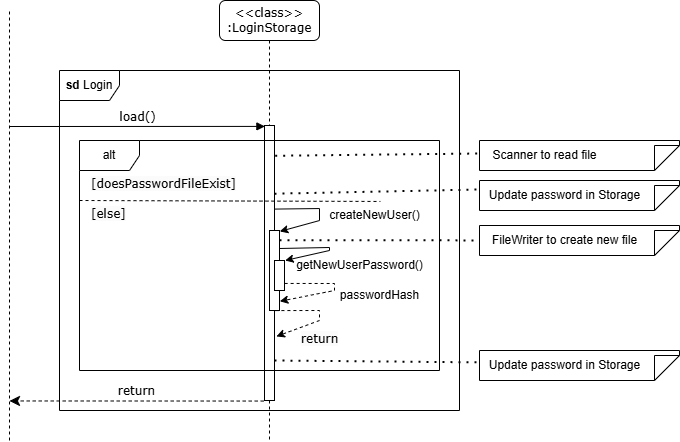 <<class>>
:LoginStorage
sd Login
load()
alt
Scanner to read file
[doesPasswordFileExist]
Update password in Storage
[else]
createNewUser()
FileWriter to create new file
getNewUserPassword()
passwordHash
return
Update password in Storage
return